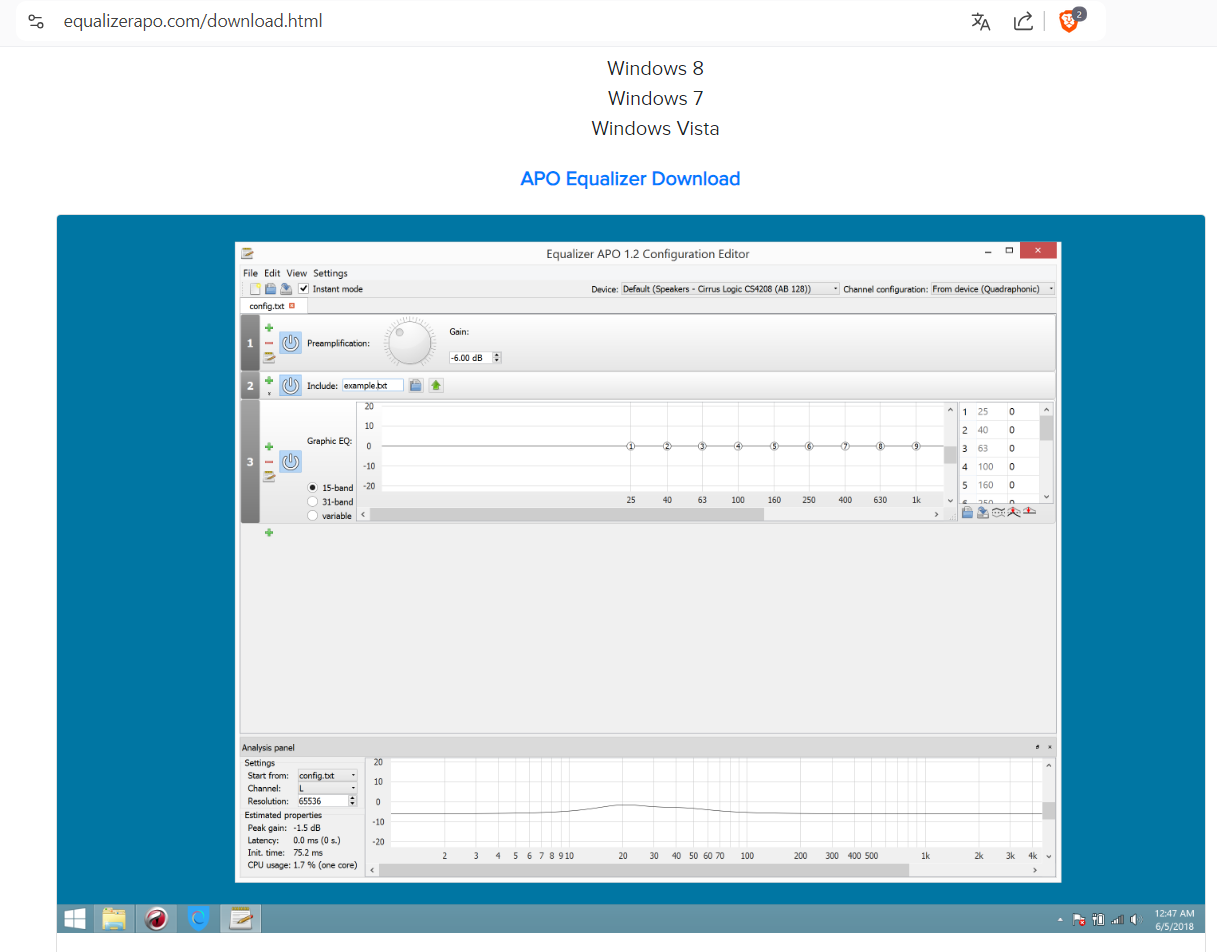 equalizerapo.com/download.html
2
Windows 8
Windows 7
Windows Vista
APO Equalizer Download
Equalizer APO 1.2 Configuration Editor
File Edit View Settings
Instant mode
Device: Default (Speakers - Cirrus Logic CS4208 (AB 128)) Channel configuration: From device (Quadraphonic)
config.txt
1 Preamplification: Gain:
-6.00 dB
2 Include: example.txt
3 Graphic EQ:
15-band
31-band
variable
20
10
0
-10
-20
1 2 3 4 5 6 7 8 9
25 40 63 100 160 250 400 630 1k
1 25 0
2 40 0
3 63 0
4 100 0
5 160 0
6 250 0
Analysis panel
Settings
Start from: config.txt
Channel: L
Resolution: 65536
Estimated properties
Peak gain: -1.5 dB
Latency: 0.0 ms (0 s.)
Init. time: 75.2 ms
CPU usage: 1.7 % (one core)
20
10
0
-10
-20
2 3 4 5 6 7 8 9 10 20 30 40 50 60 70 100 200 300 400 500 1k 2k 3k 4k
12:47 AM
6/5/2018